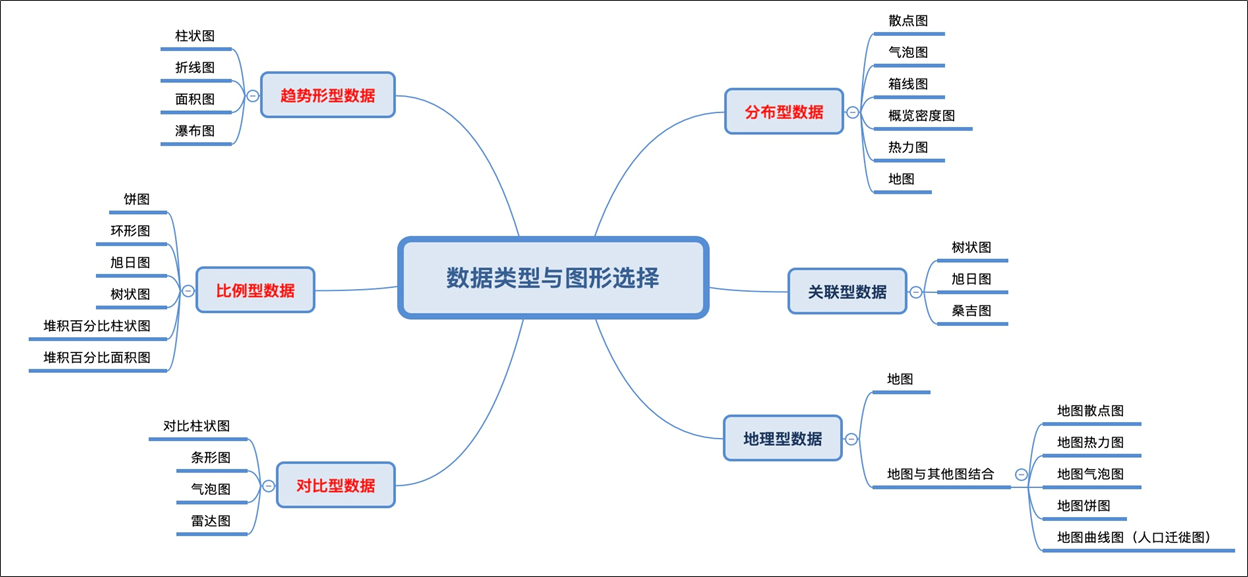 数据类型与图形选择
趋势形型数据
柱状图
折线图
面积图
瀑布图
比例型数据
饼图
环形图
旭日图
树状图
堆积百分比柱状图
堆积百分比面积图
对比型数据
对比柱状图
条形图
气泡图
雷达图
分布型数据
散点图
气泡图
箱线图
概览密度图
热力图
地图
关联型数据
树状图
旭日图
桑吉图
地理型数据
地图
地图与其他图结合
地图散点图
地图热力图
地图气泡图
地图饼图
地图曲线图（人口迁徙图）